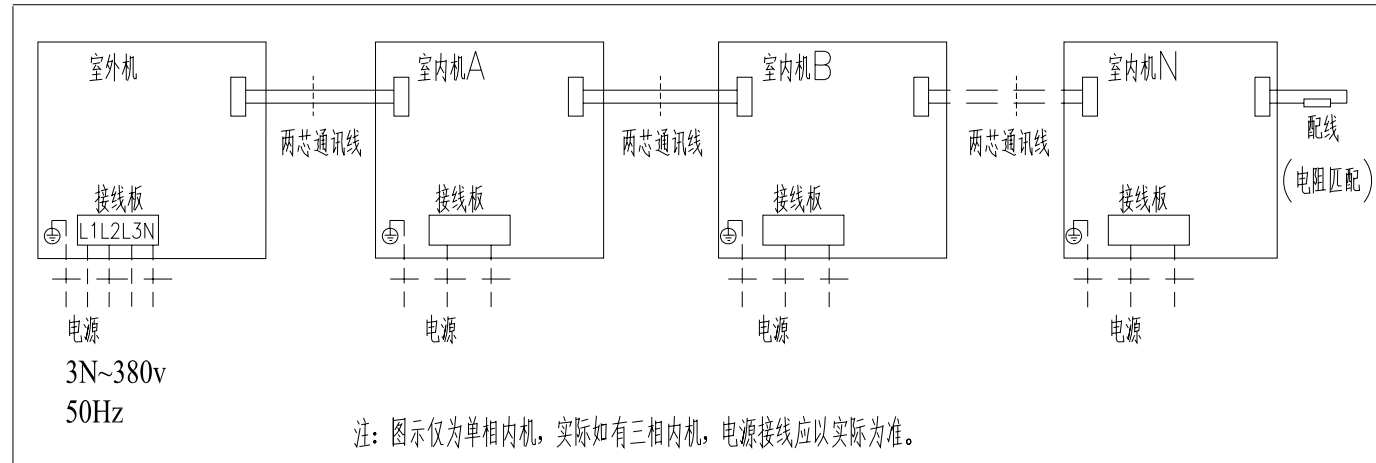 室外机
室内机A
室内机B
室内机N
两芯通讯线
两芯通讯线
两芯通讯线
配线
(电阻匹配)
接线板
接线板
接线板
接线板
L1L2L3N
电源
电源
电源
电源
3N~380v
50Hz
注: 图示仅为单相内机，实际如有三相内机，电源接线应以实际为准。